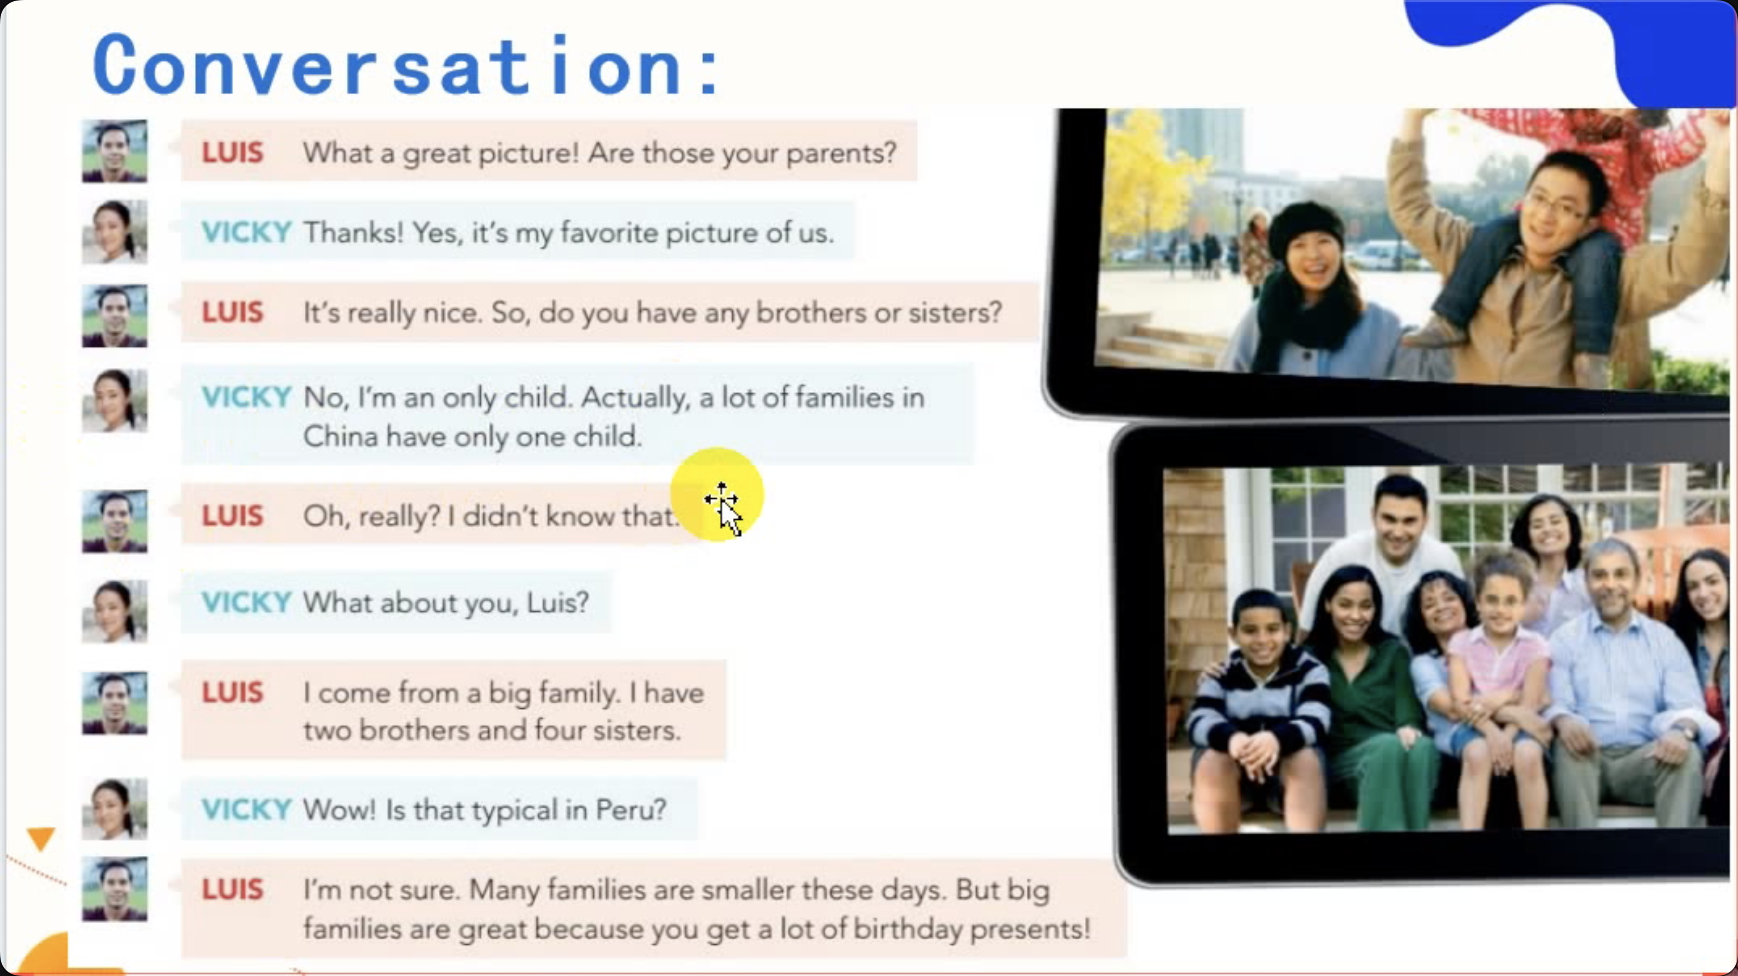 Conversation:
LUIS What a great picture! Are those your parents?
VICKY Thanks! Yes, it's my favorite picture of us.
LUIS It's really nice. So, do you have any brothers or sisters?
VICKY No, I'm an only child. Actually, a lot of families in
China have only one child.
LUIS Oh, really? I didn't know that.
VICKY What about you, Luis?
LUIS I come from a big family. I have
two brothers and four sisters.
VICKY Wow! Is that typical in Peru?
LUIS I'm not sure. Many families are smaller these days. But big
families are great because you get a lot of birthday presents!